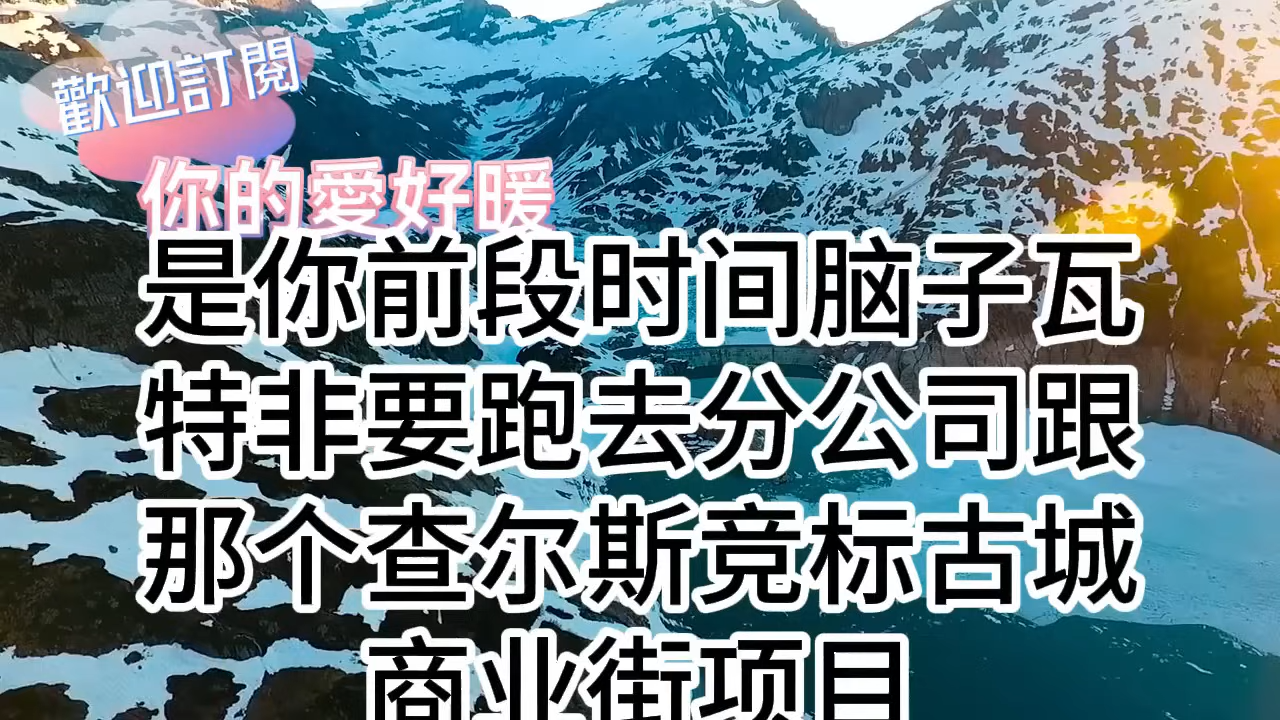 歡迎訂閱
你的愛好暖
是你前段时间脑子瓦
特非要跑去分公司跟
那个查尔斯竞标古城
商业街项目